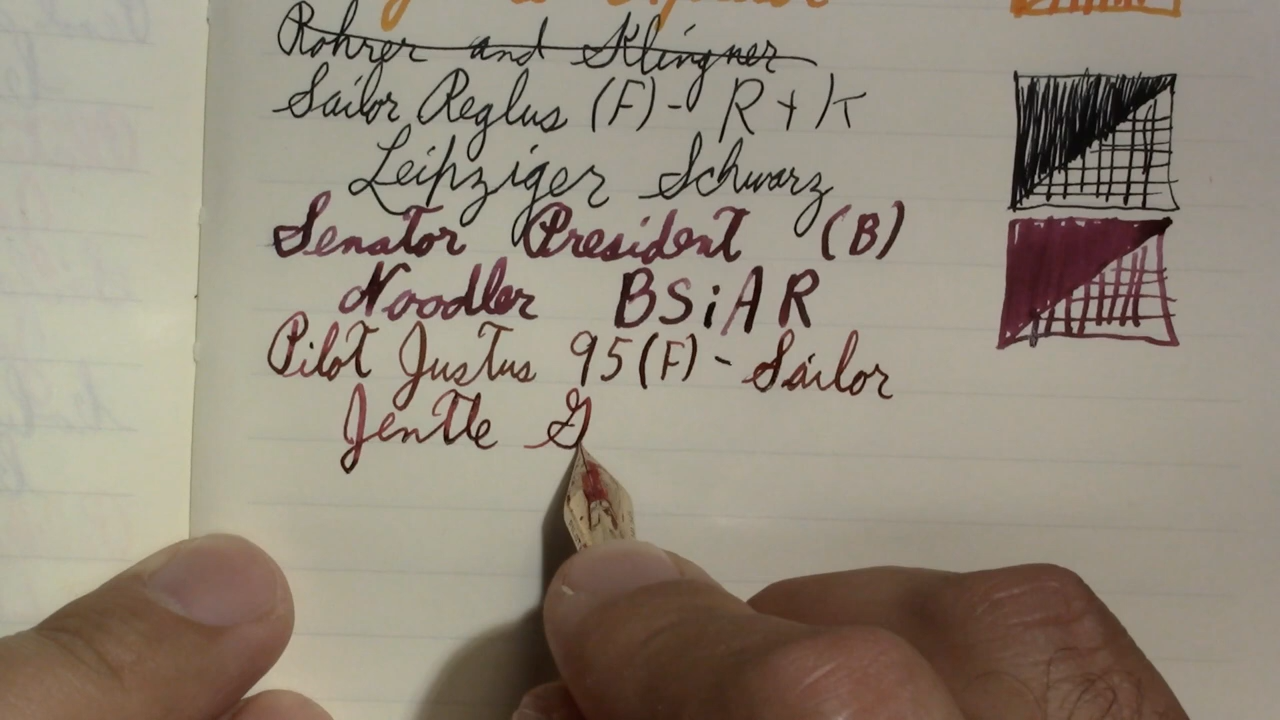 Rohrer and Klingner
Sailor Reglus (F) - R + K
Leipziger Schwarz
Senator President (B)
Noodler BSiAR
Pilot Justus 95 (F) - Sailor
Jentle G